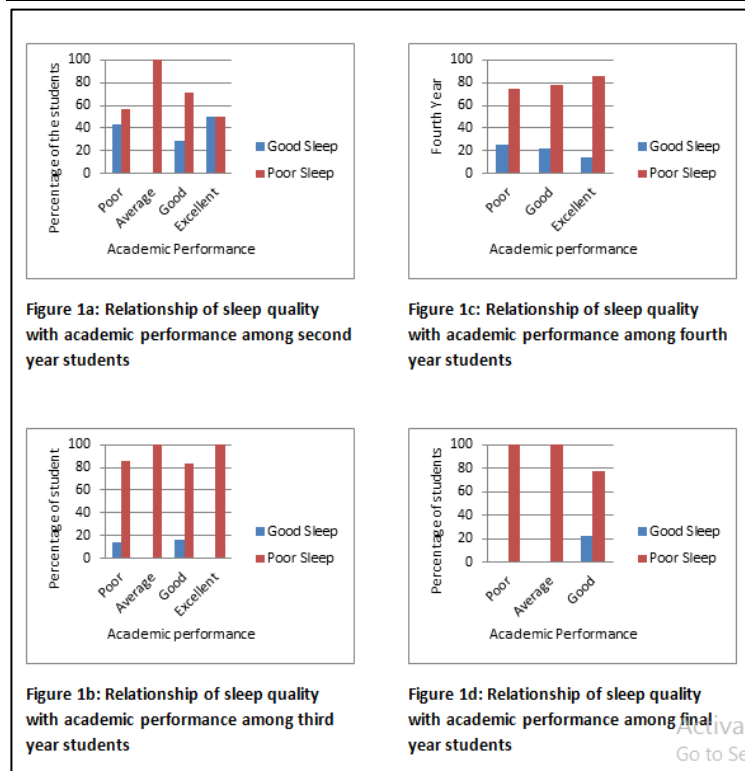 100
80
60
40
20
0
Percentage of the students
Poor
Average
Good
Excellent
Academic Performance
Good Sleep
Poor Sleep
Figure 1a: Relationship of sleep quality
with academic performance among second
year students
100
80
60
40
20
0
Fourth Year
Poor
Good
Excellent
Academic performance
Good Sleep
Poor Sleep
Figure 1c: Relationship of sleep quality
with academic performance among fourth
year students
100
80
60
40
20
0
Percentage of student
Poor
Average
Good
Excellent
Academic performance
Good Sleep
Poor Sleep
Figure 1b: Relationship of sleep quality
with academic performance among third
year students
100
80
60
40
20
0
Percentage of students
Poor
Average
Good
Academic Performance
Good Sleep
Poor Sleep
Figure 1d: Relationship of sleep quality
with academic performance among final
year students
Activa
Go to Se